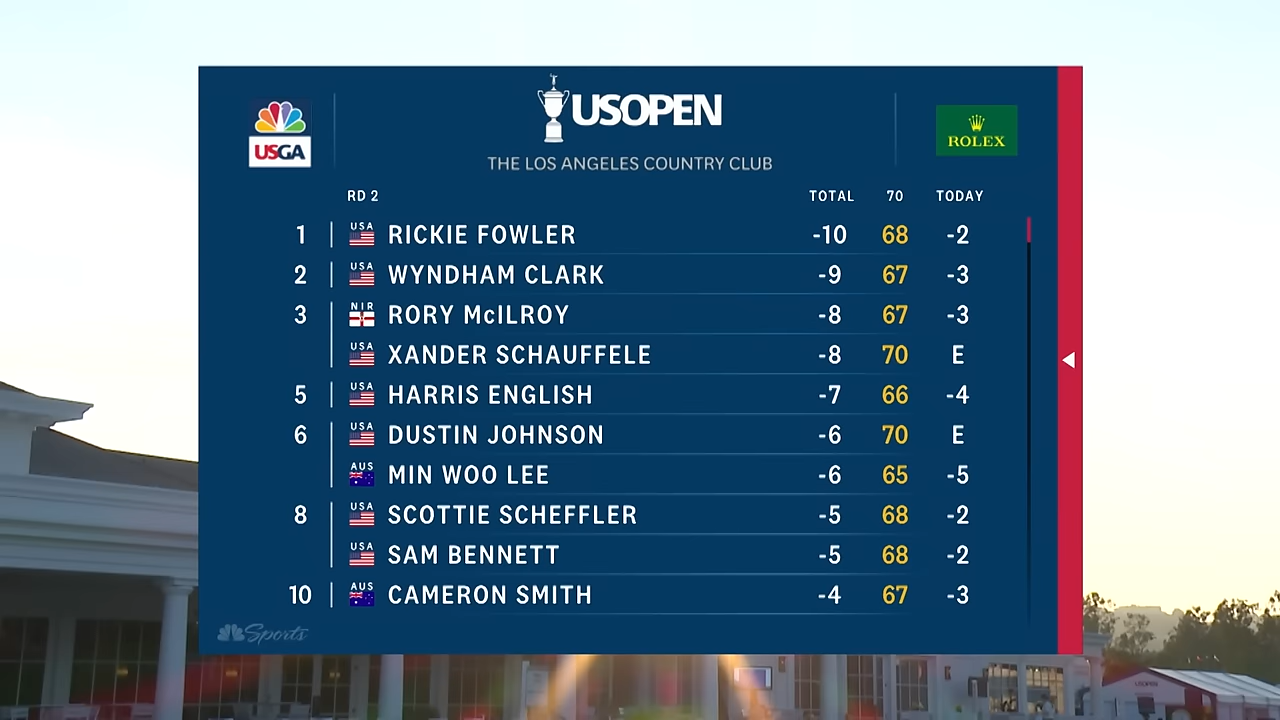 USOPEN
USGA
ROLEX
THE LOS ANGELES COUNTRY CLUB
RD 2 TOTAL 70 TODAY
1 USA RICKIE FOWLER -10 68 -2
2 USA WYNDHAM CLARK -9 67 -3
3 NIR RORY McILROY -8 67 -3
USA XANDER SCHAUFFELE -8 70 E
5 USA HARRIS ENGLISH -7 66 -4
6 USA DUSTIN JOHNSON -6 70 E
AUS MIN WOO LEE -6 65 -5
8 USA SCOTTIE SCHEFFLER -5 68 -2
USA SAM BENNETT -5 68 -2
10 AUS CAMERON SMITH -4 67 -3
Sports